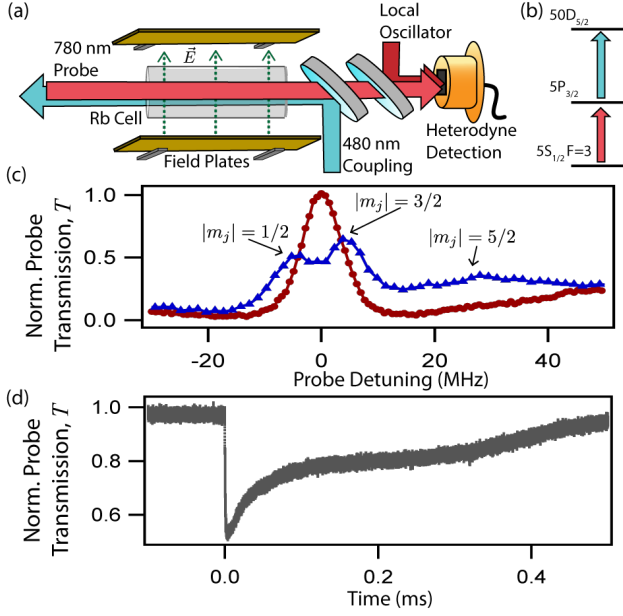 (a)
780 nm
Probe
E⃗
Local
Oscillator
Rb Cell
Field Plates
480 nm
Coupling
Heterodyne
Detection
(b)
50D5/2
5P3/2
5S1/2F=3
(c)
Norm. Probe
Transmission, T
1.0
0.5
0.0
|mj| = 1/2
|mj| = 3/2
|mj| = 5/2
-20
0
20
40
Probe Detuning (MHz)
(d)
Norm. Probe
Transmission, T
1.0
0.8
0.6
0.0
0.2
0.4
Time (ms)